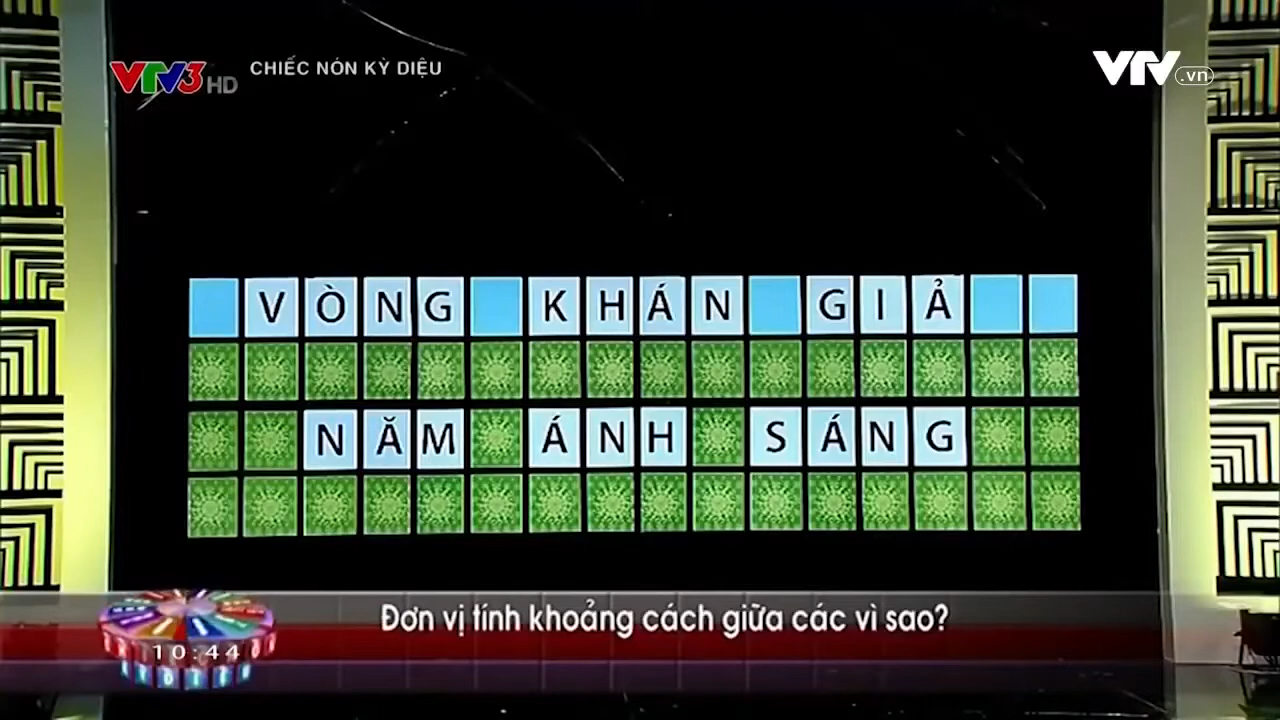 VTV3 HD
CHIẾC NÓN KỲ DIỆU
VTV.vn
VÒNG KHÁN GIẢ
NĂM ÁNH SÁNG
Đơn vị tính khoảng cách giữa các vì sao?
10:44